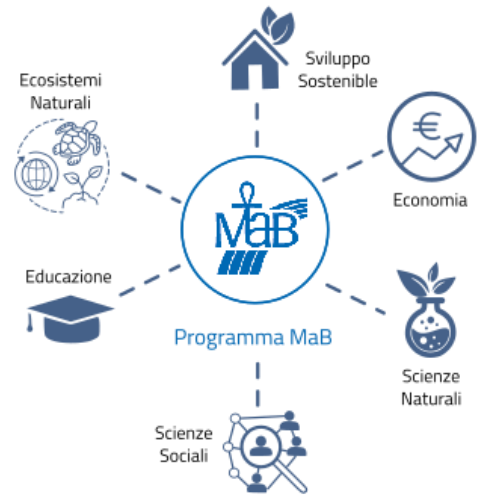 Sviluppo
Sostenibile
Ecosistemi
Naturali
€
Economia
MaB
Educazione
Programma MaB
Scienze
Naturali
Scienze
Sociali